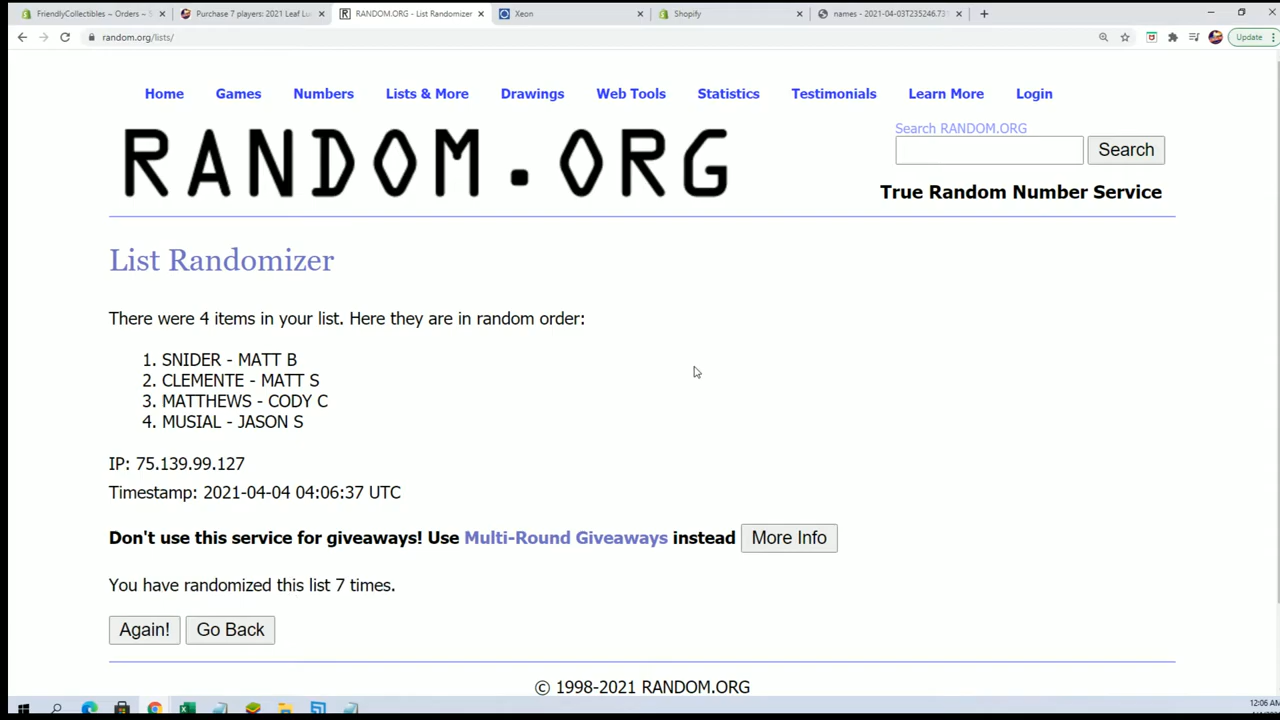 FriendlyCollectibles ~ Orders ~ S
Purchase 7 players: 2021 Leaf Lu
RANDOM.ORG - List Randomizer
Xeon
Shopify
names - 2021-04-03T235246.73
random.org/lists/
Update
Home Games Numbers Lists & More Drawings Web Tools Statistics Testimonials Learn More Login
RANDOM.ORG
Search RANDOM.ORG
Search
True Random Number Service
List Randomizer
There were 4 items in your list. Here they are in random order:
1. SNIDER - MATT B
2. CLEMENTE - MATT S
3. MATTHEWS - CODY C
4. MUSIAL - JASON S
IP: 75.139.99.127
Timestamp: 2021-04-04 04:06:37 UTC
Don't use this service for giveaways! Use Multi-Round Giveaways instead More Info
You have randomized this list 7 times.
Again! Go Back
© 1998-2021 RANDOM.ORG
12:06 AM